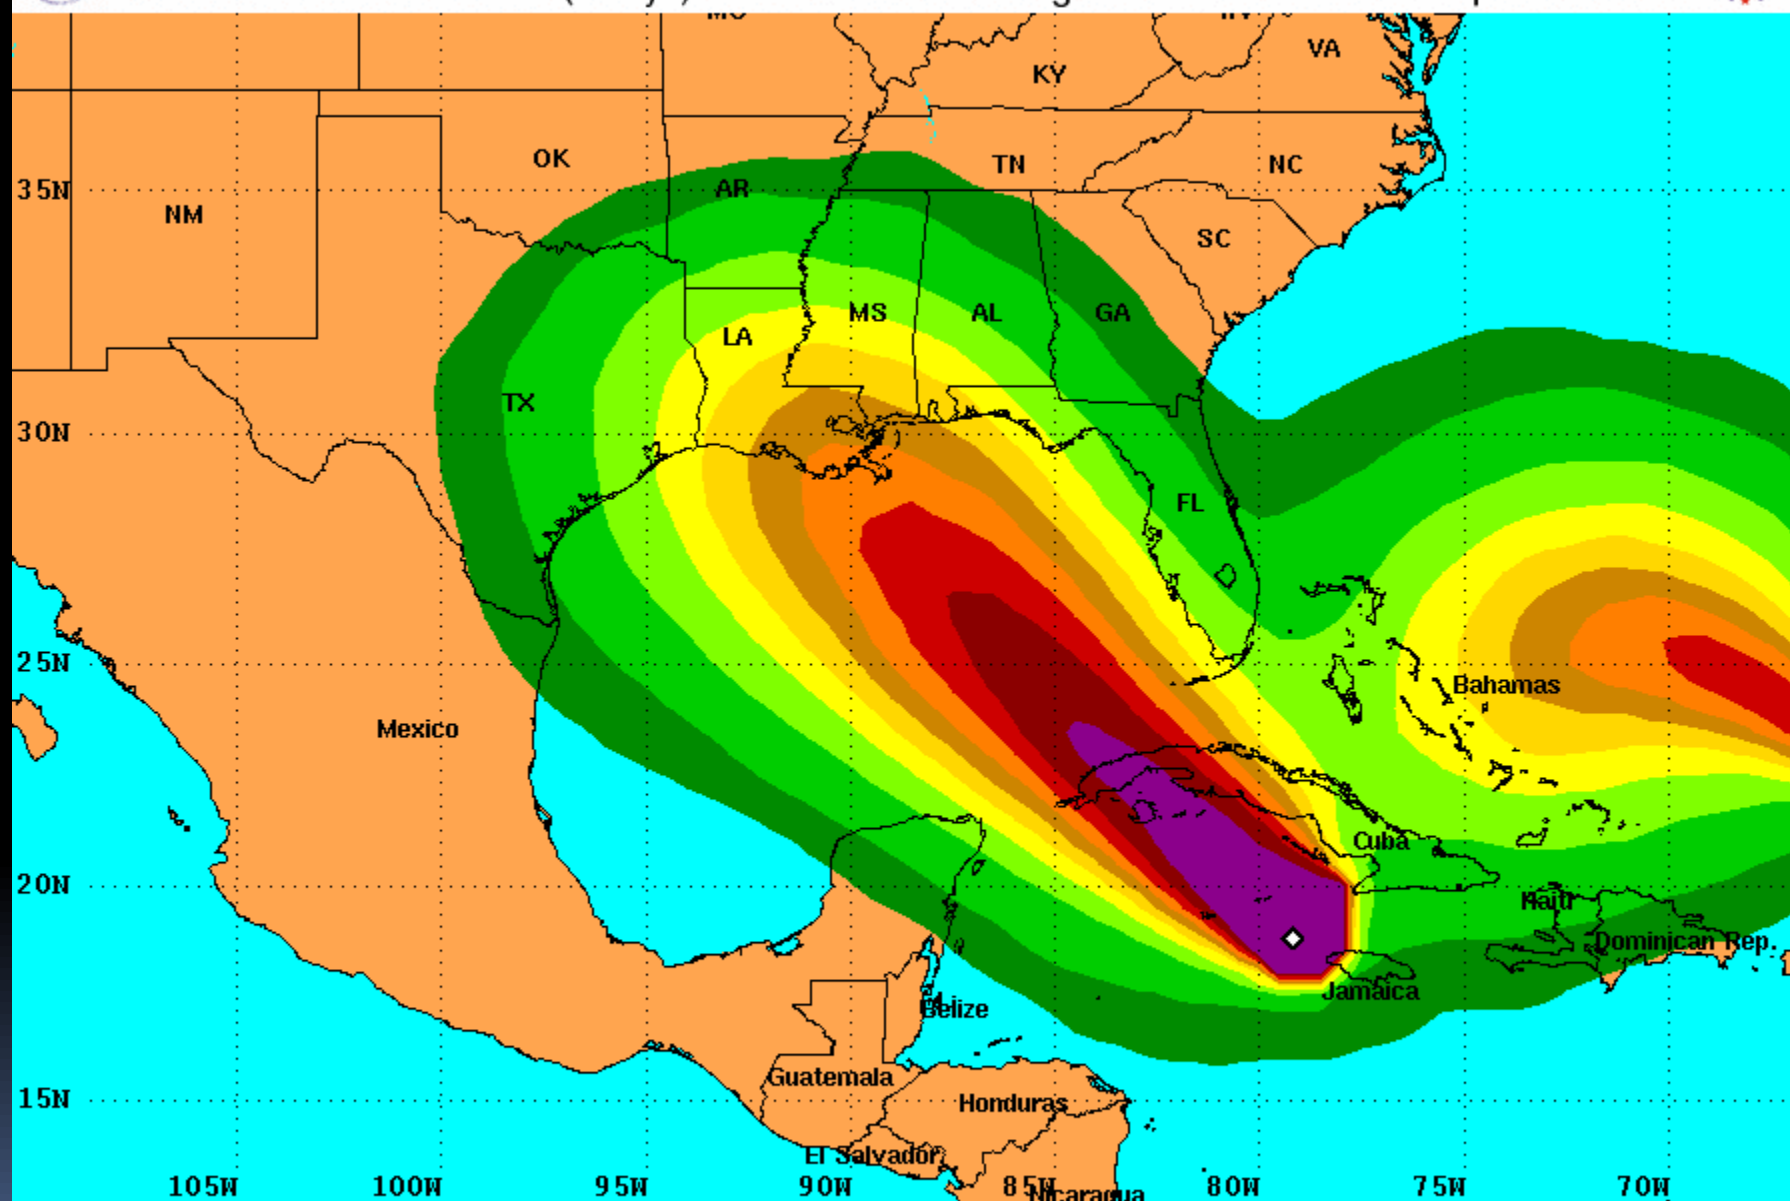 KY
VA
OK
TN
NC
35N
AR
NM
SC
MS
AL
GA
LA
TX
30N
FL
25N
Bahamas
Mexico
Cuba
20N
Haiti
Dominican Rep.
Jamaica
Belize
Guatemala
15N
Honduras
El Salvador
105W 100W 95W 90W 85W 80W 75W 70W
Nicaragua